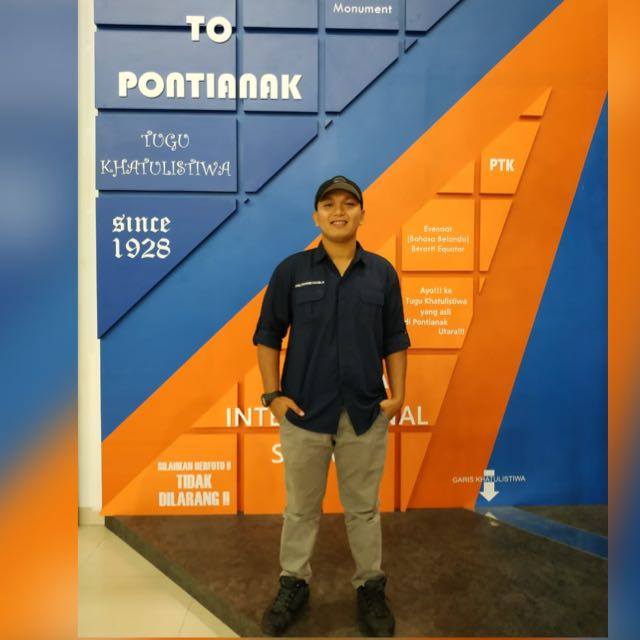 Monument
TO
PONTIANAK
TUGU
KHATULISTIWA
since
1928
PTK
Evenaar
(Bahasa Belanda)
Berarti Equator
Ayo!!! ke
Tugu Khatulistiwa
yang asli
di Pontianak
Utara!!!
SILAHKAN BERFOTO !!
TIDAK
DILARANG !!
GARIS KHATULISTIWA